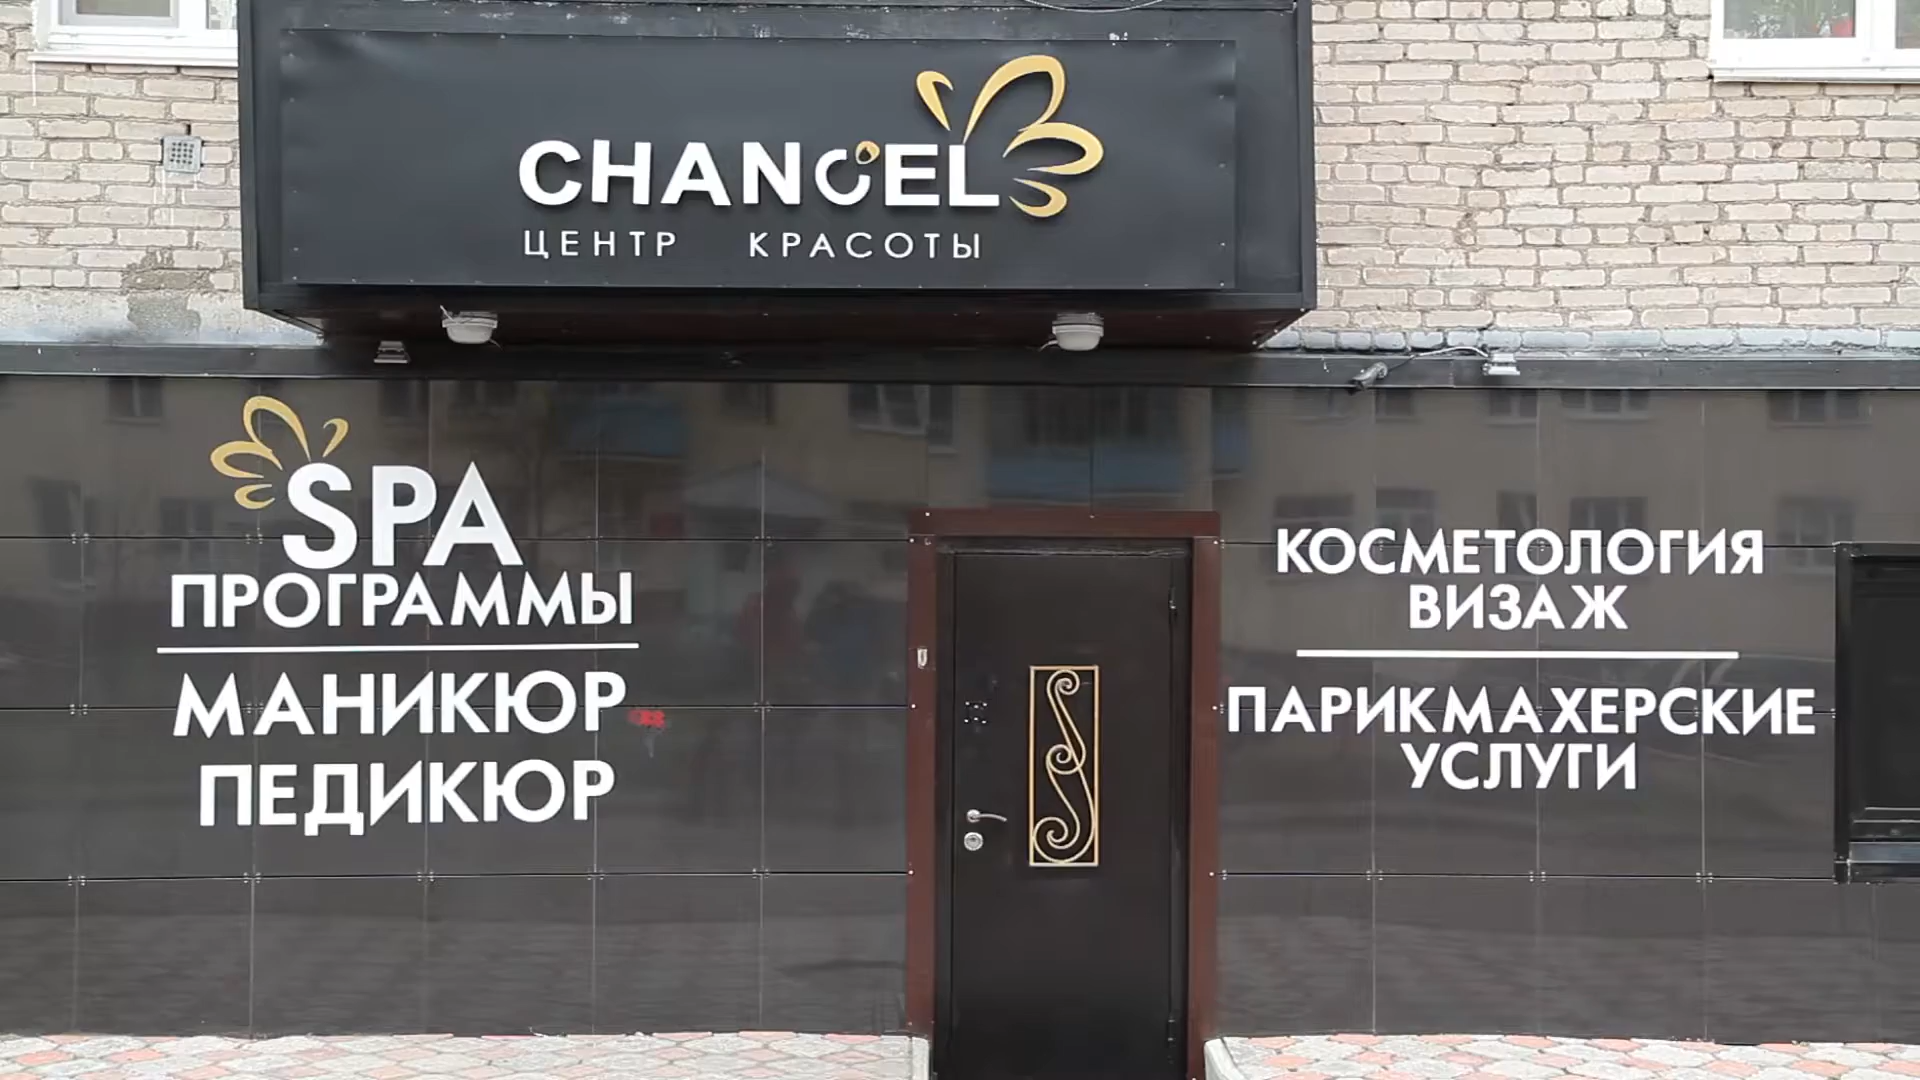 CHANCEL
ЦЕНТР КРАСОТЫ
SPA
ПРОГРАММЫ
МАНИКЮР
ПЕДИКЮР
КОСМЕТОЛОГИЯ
ВИЗАЖ
ПАРИКМАХЕРСКИЕ
УСЛУГИ